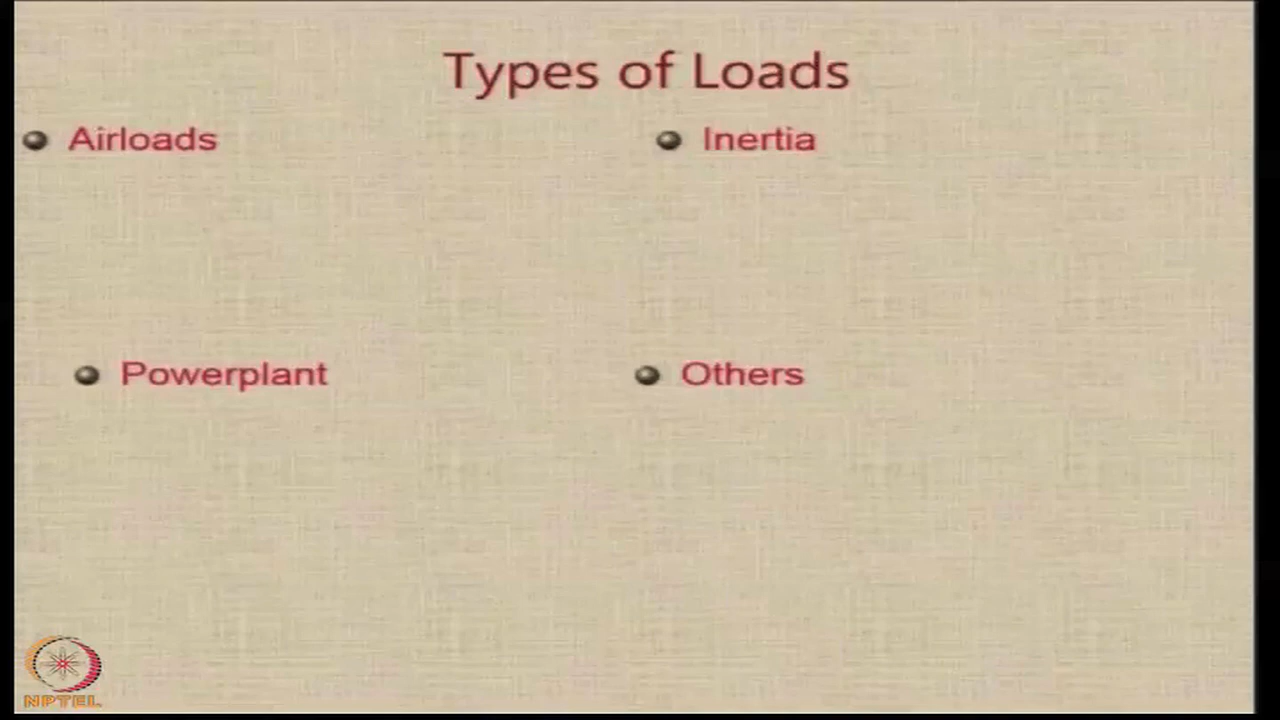 Types of Loads
Airloads
Inertia
Powerplant
Others
NPTEL